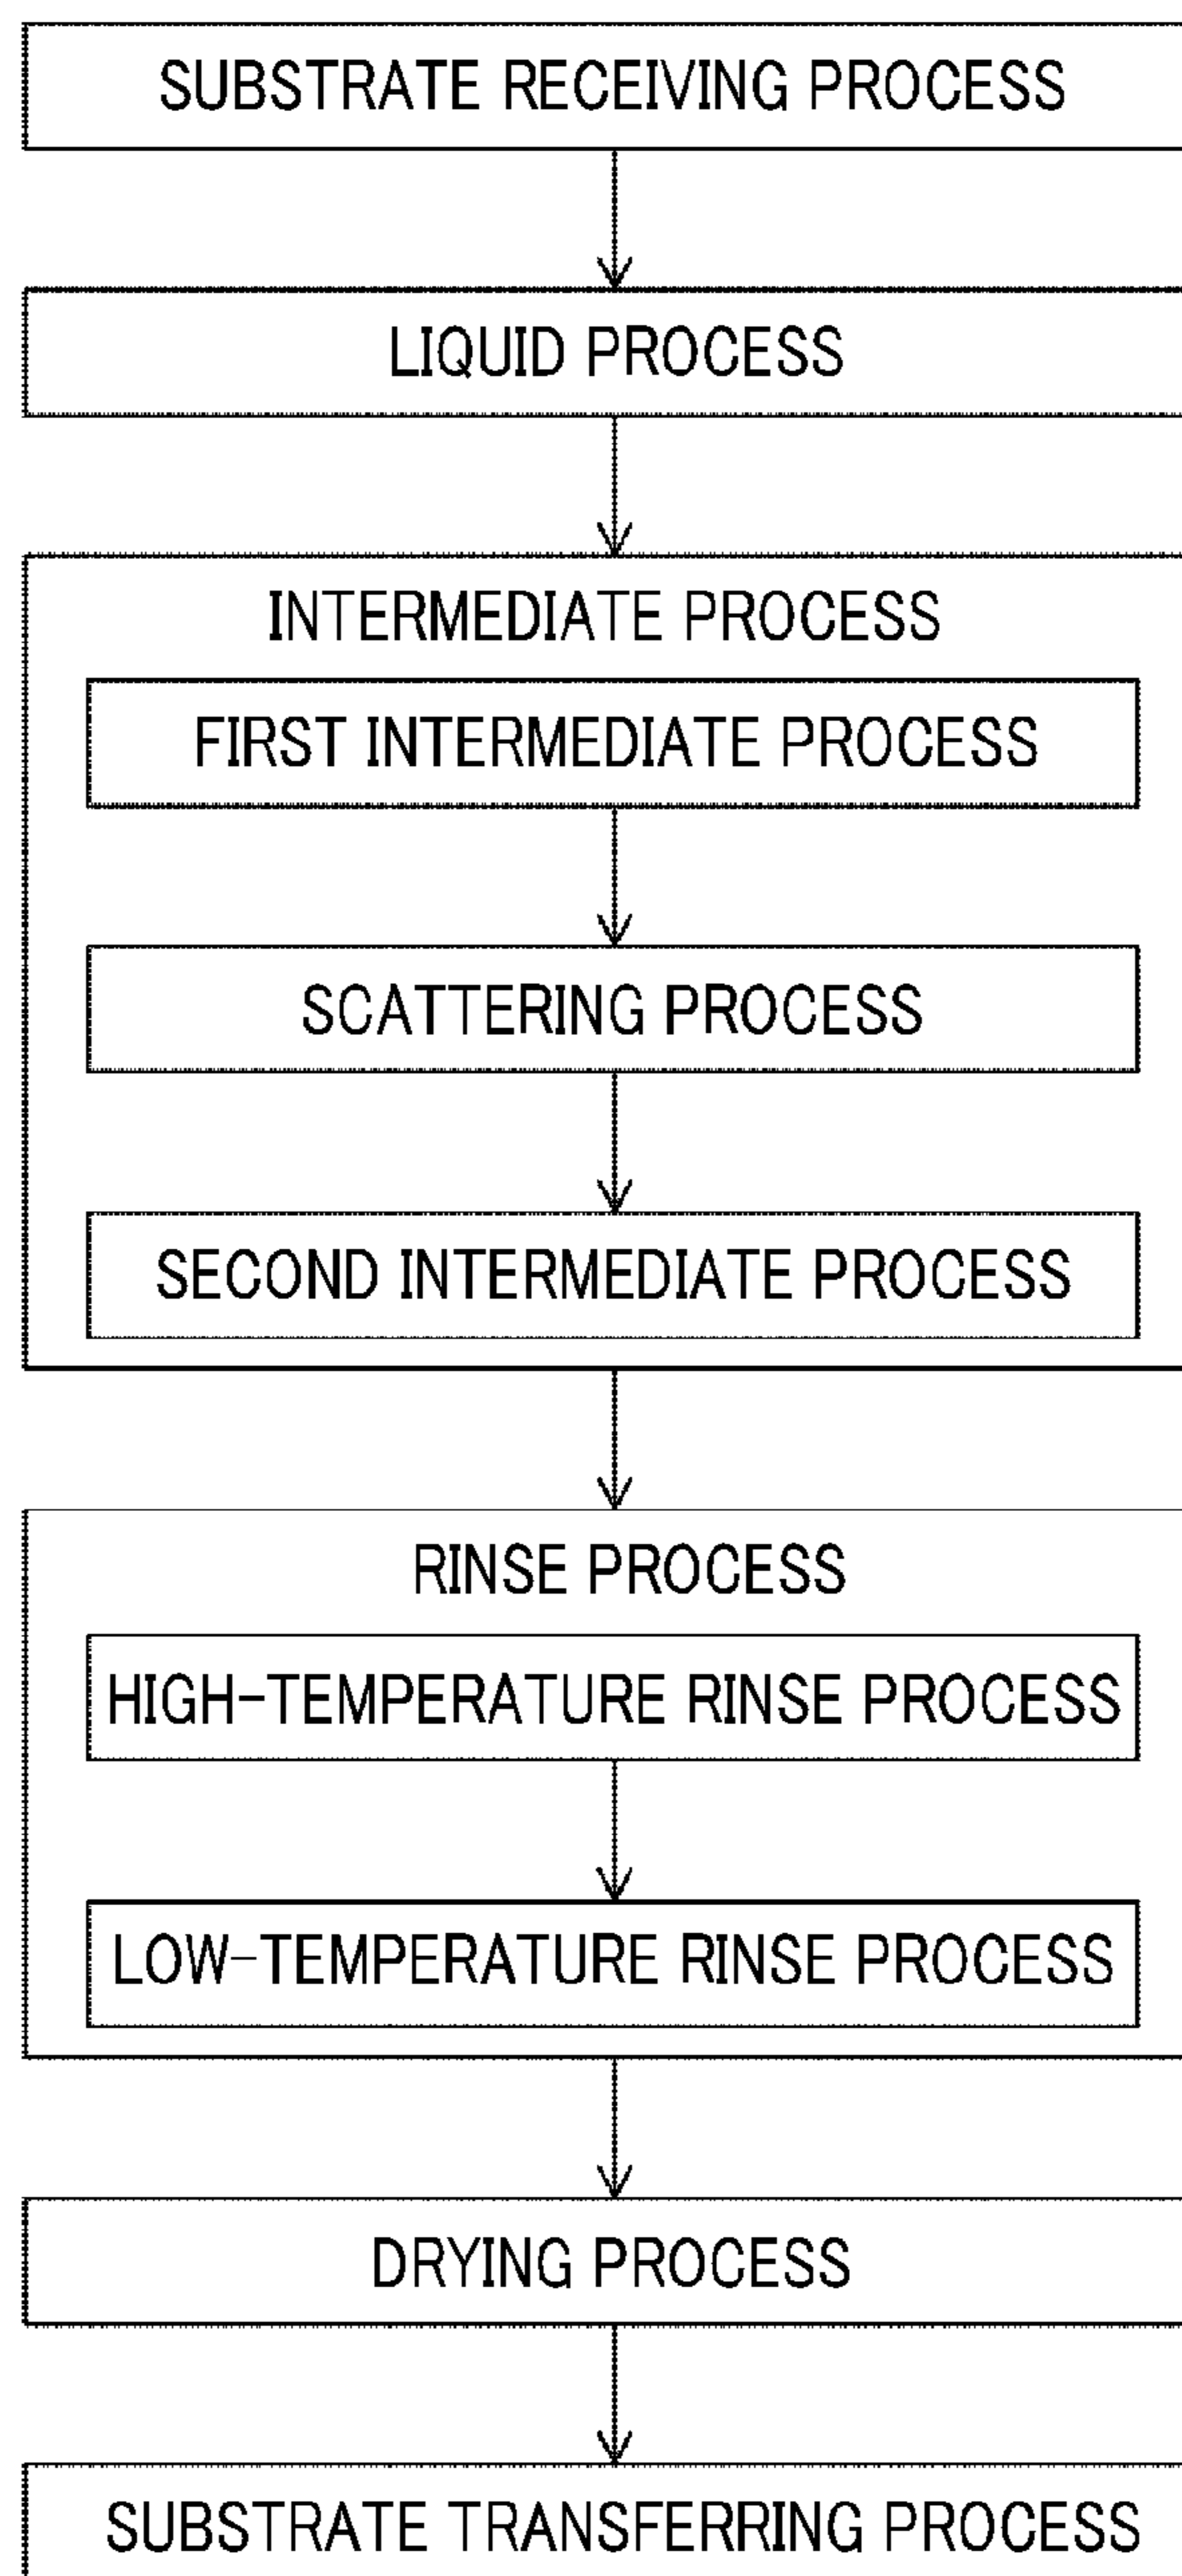 SUBSTRATE RECEIVING PROCESS
LIQUID PROCESS
INTERMEDIATE PROCESS
FIRST INTERMEDIATE PROCESS
SCATTERING PROCESS
SECOND INTERMEDIATE PROCESS
RINSE PROCESS
HIGH-TEMPERATURE RINSE PROCESS
LOW-TEMPERATURE RINSE PROCESS
DRYING PROCESS
SUBSTRATE TRANSFERRING PROCESS